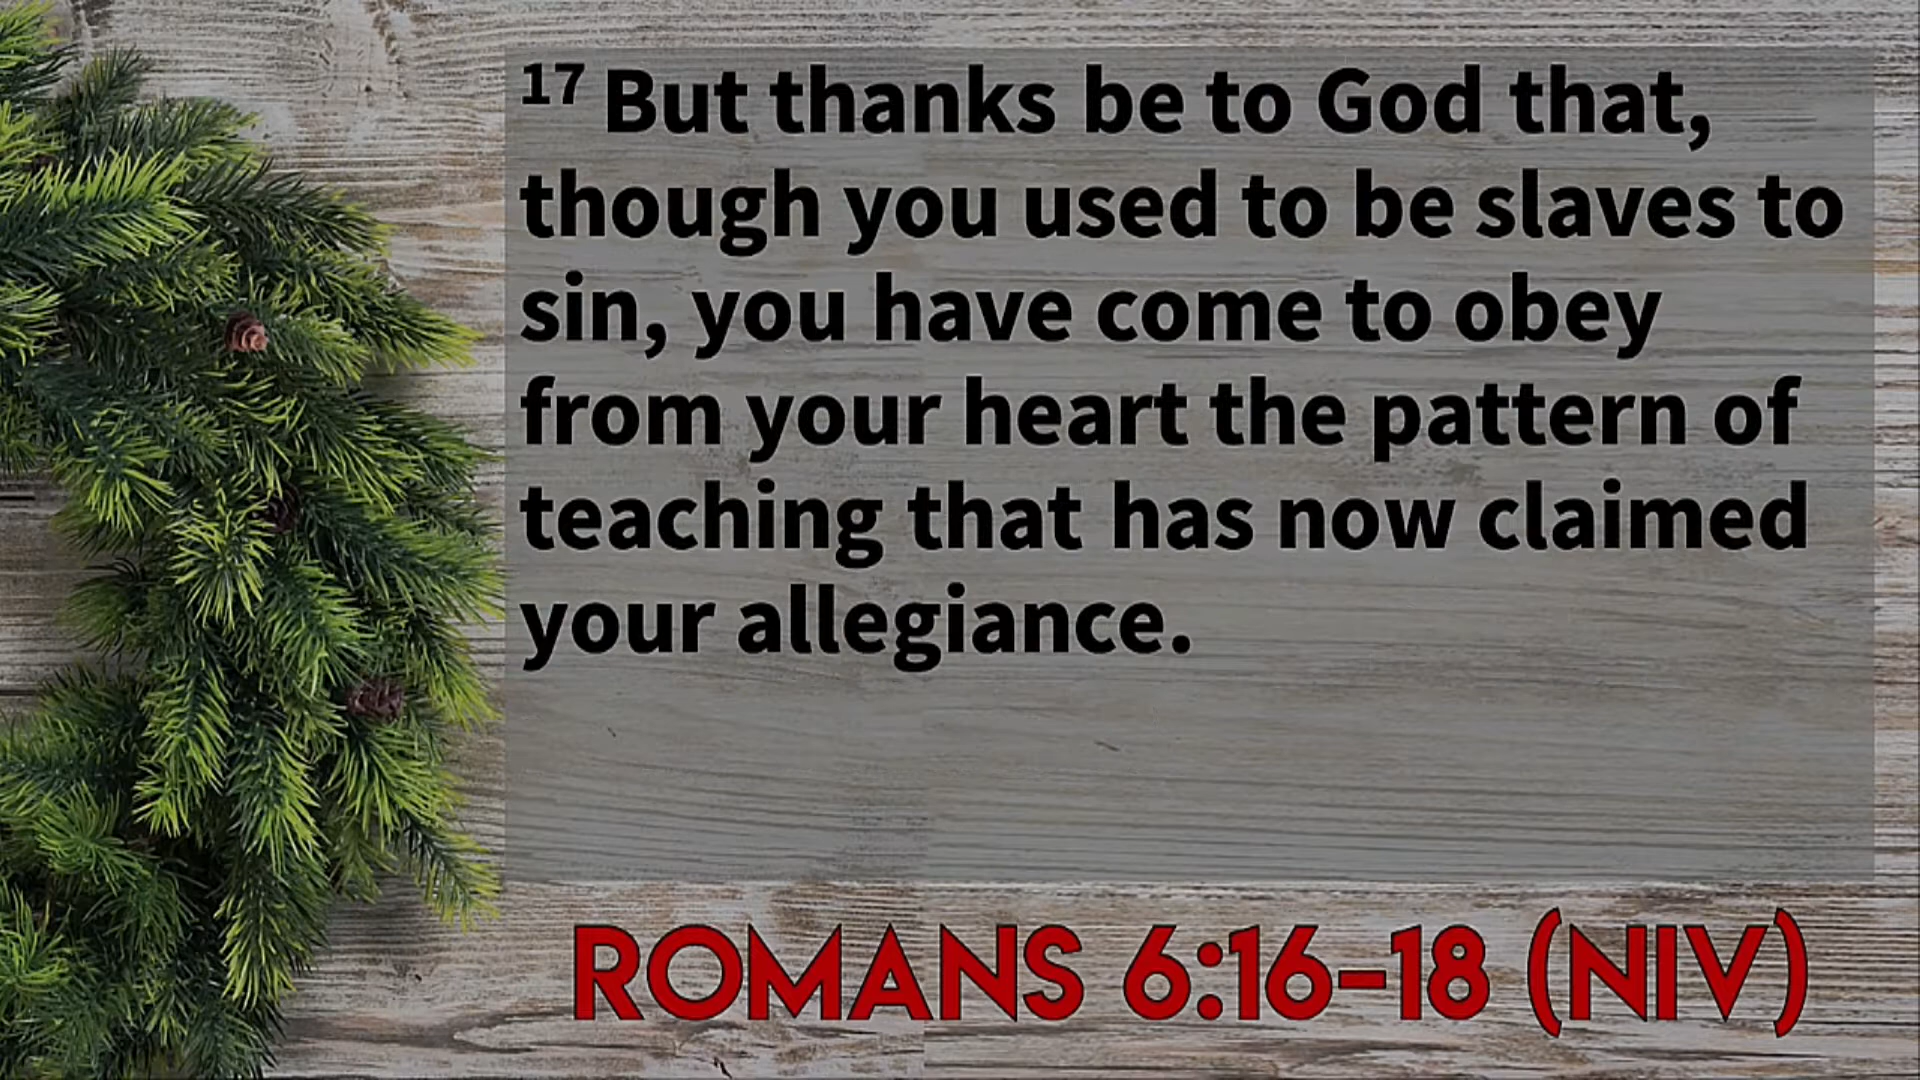 17 But thanks be to God that,
though you used to be slaves to
sin, you have come to obey
from your heart the pattern of
teaching that has now claimed
your allegiance.
ROMANS 6:16-18 (NIV)